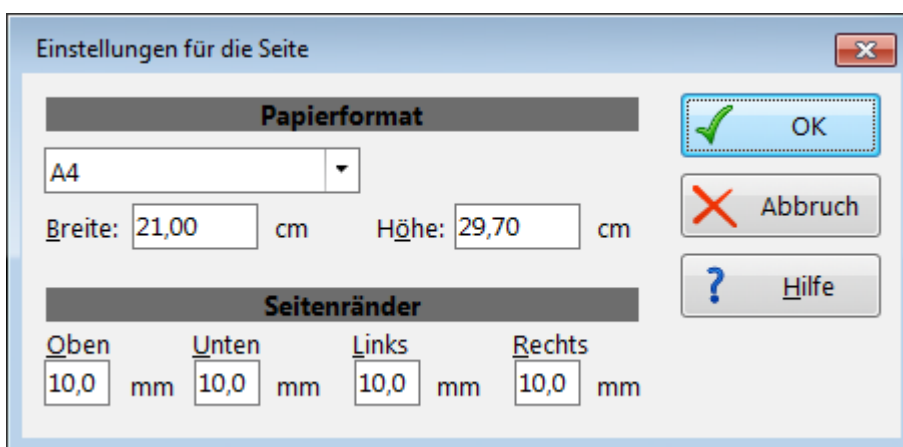 Einstellungen für die Seite
Papierformat
A4
Breite: 21,00 cm Höhe: 29,70 cm
Seitenränder
Oben Unten Links Rechts
10,0 mm 10,0 mm 10,0 mm 10,0 mm
OK
Abbruch
Hilfe